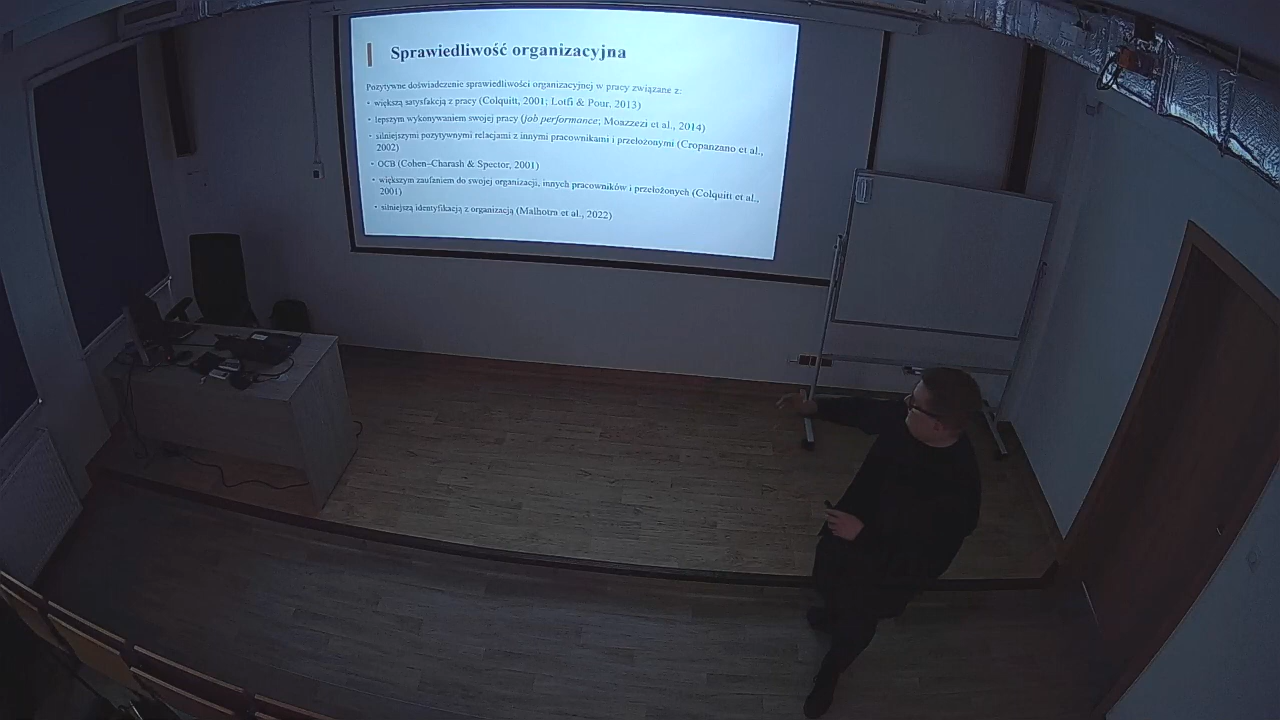 Sprawiedliwość organizacyjna
Pozytywne doświadczenie sprawiedliwości organizacyjnej w pracy związane z:
• większą satysfakcją z pracy (Colquitt, 2001; Lotfi & Pour, 2013)
• lepszym wykonywaniem swojej pracy (job performance; Moazzezi et al., 2014)
• silniejszymi pozytywnymi relacjami z innymi pracownikami i przełożonymi (Cropanzano et al.,
2002)
• OCB (Cohen–Charash & Spector, 2001)
• większym zaufaniem do swojej organizacji, innych pracowników i przełożonych (Colquitt et al.,
2001)
• silniejszą identyfikacją z organizacją (Malhotra et al., 2022)